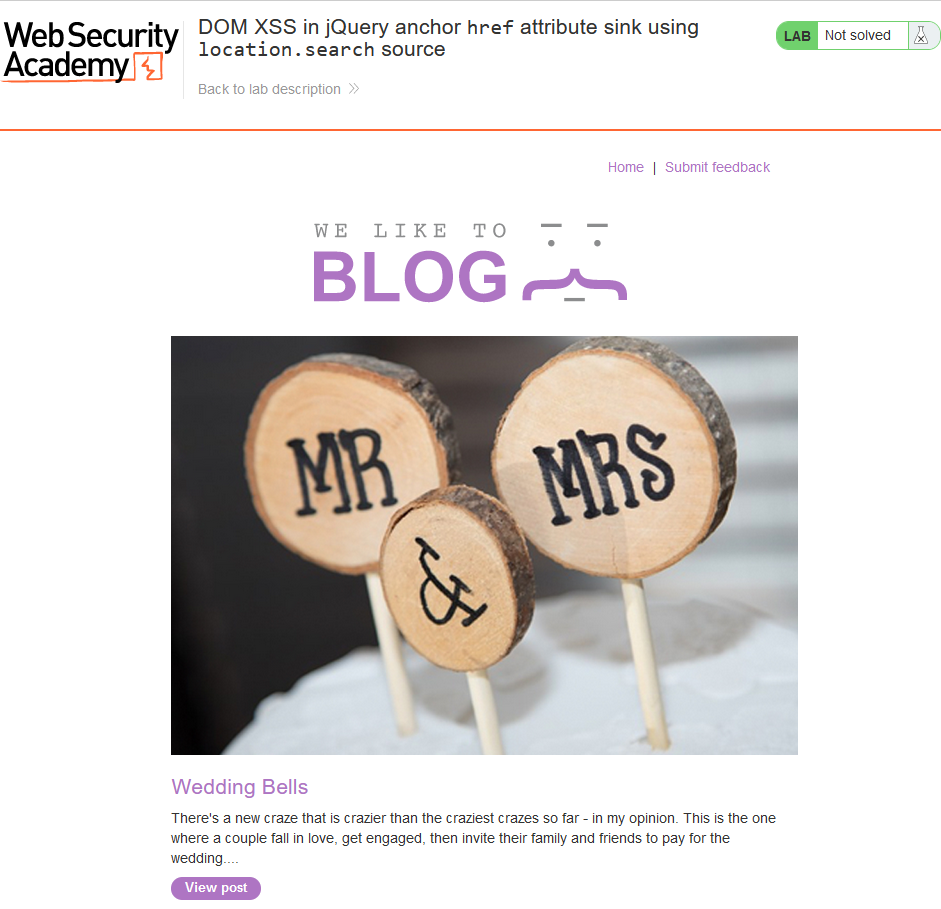 Web Security
Academy
DOM XSS in jQuery anchor href attribute sink using
location.search source
Back to lab description
LAB Not solved
Home | Submit feedback
WE LIKE TO
BLOG
MR
MRS
&
Wedding Bells
There's a new craze that is crazier than the craziest crazes so far - in my opinion. This is the one
where a couple fall in love, get engaged, then invite their family and friends to pay for the
wedding....
View post